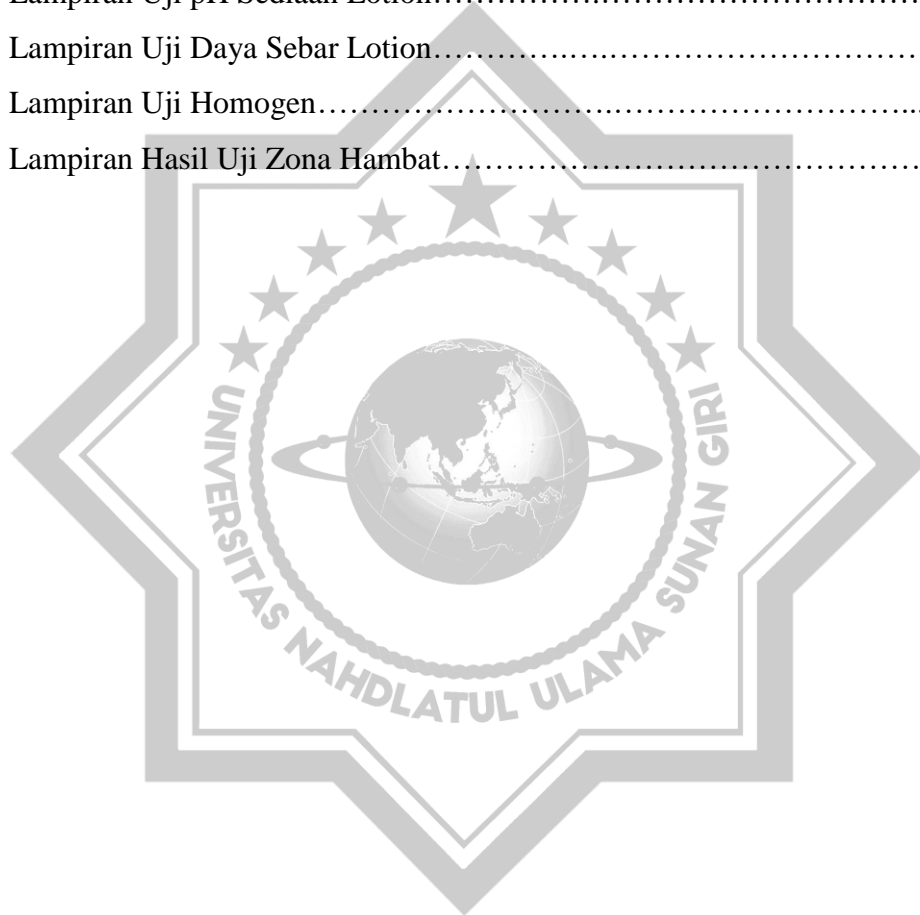 Lampiran Uji pH Sediaan Lotion…………….…………………………………
Lampiran Uji Daya Sebar Lotion………….….………………………………
Lampiran Uji Homogen…………………………….……………………………...
Lampiran Hasil Uji Zona Hambat…………………………………………………
UNIVERSITAS NAHDLATUL ULAMA SUNAN GIRI